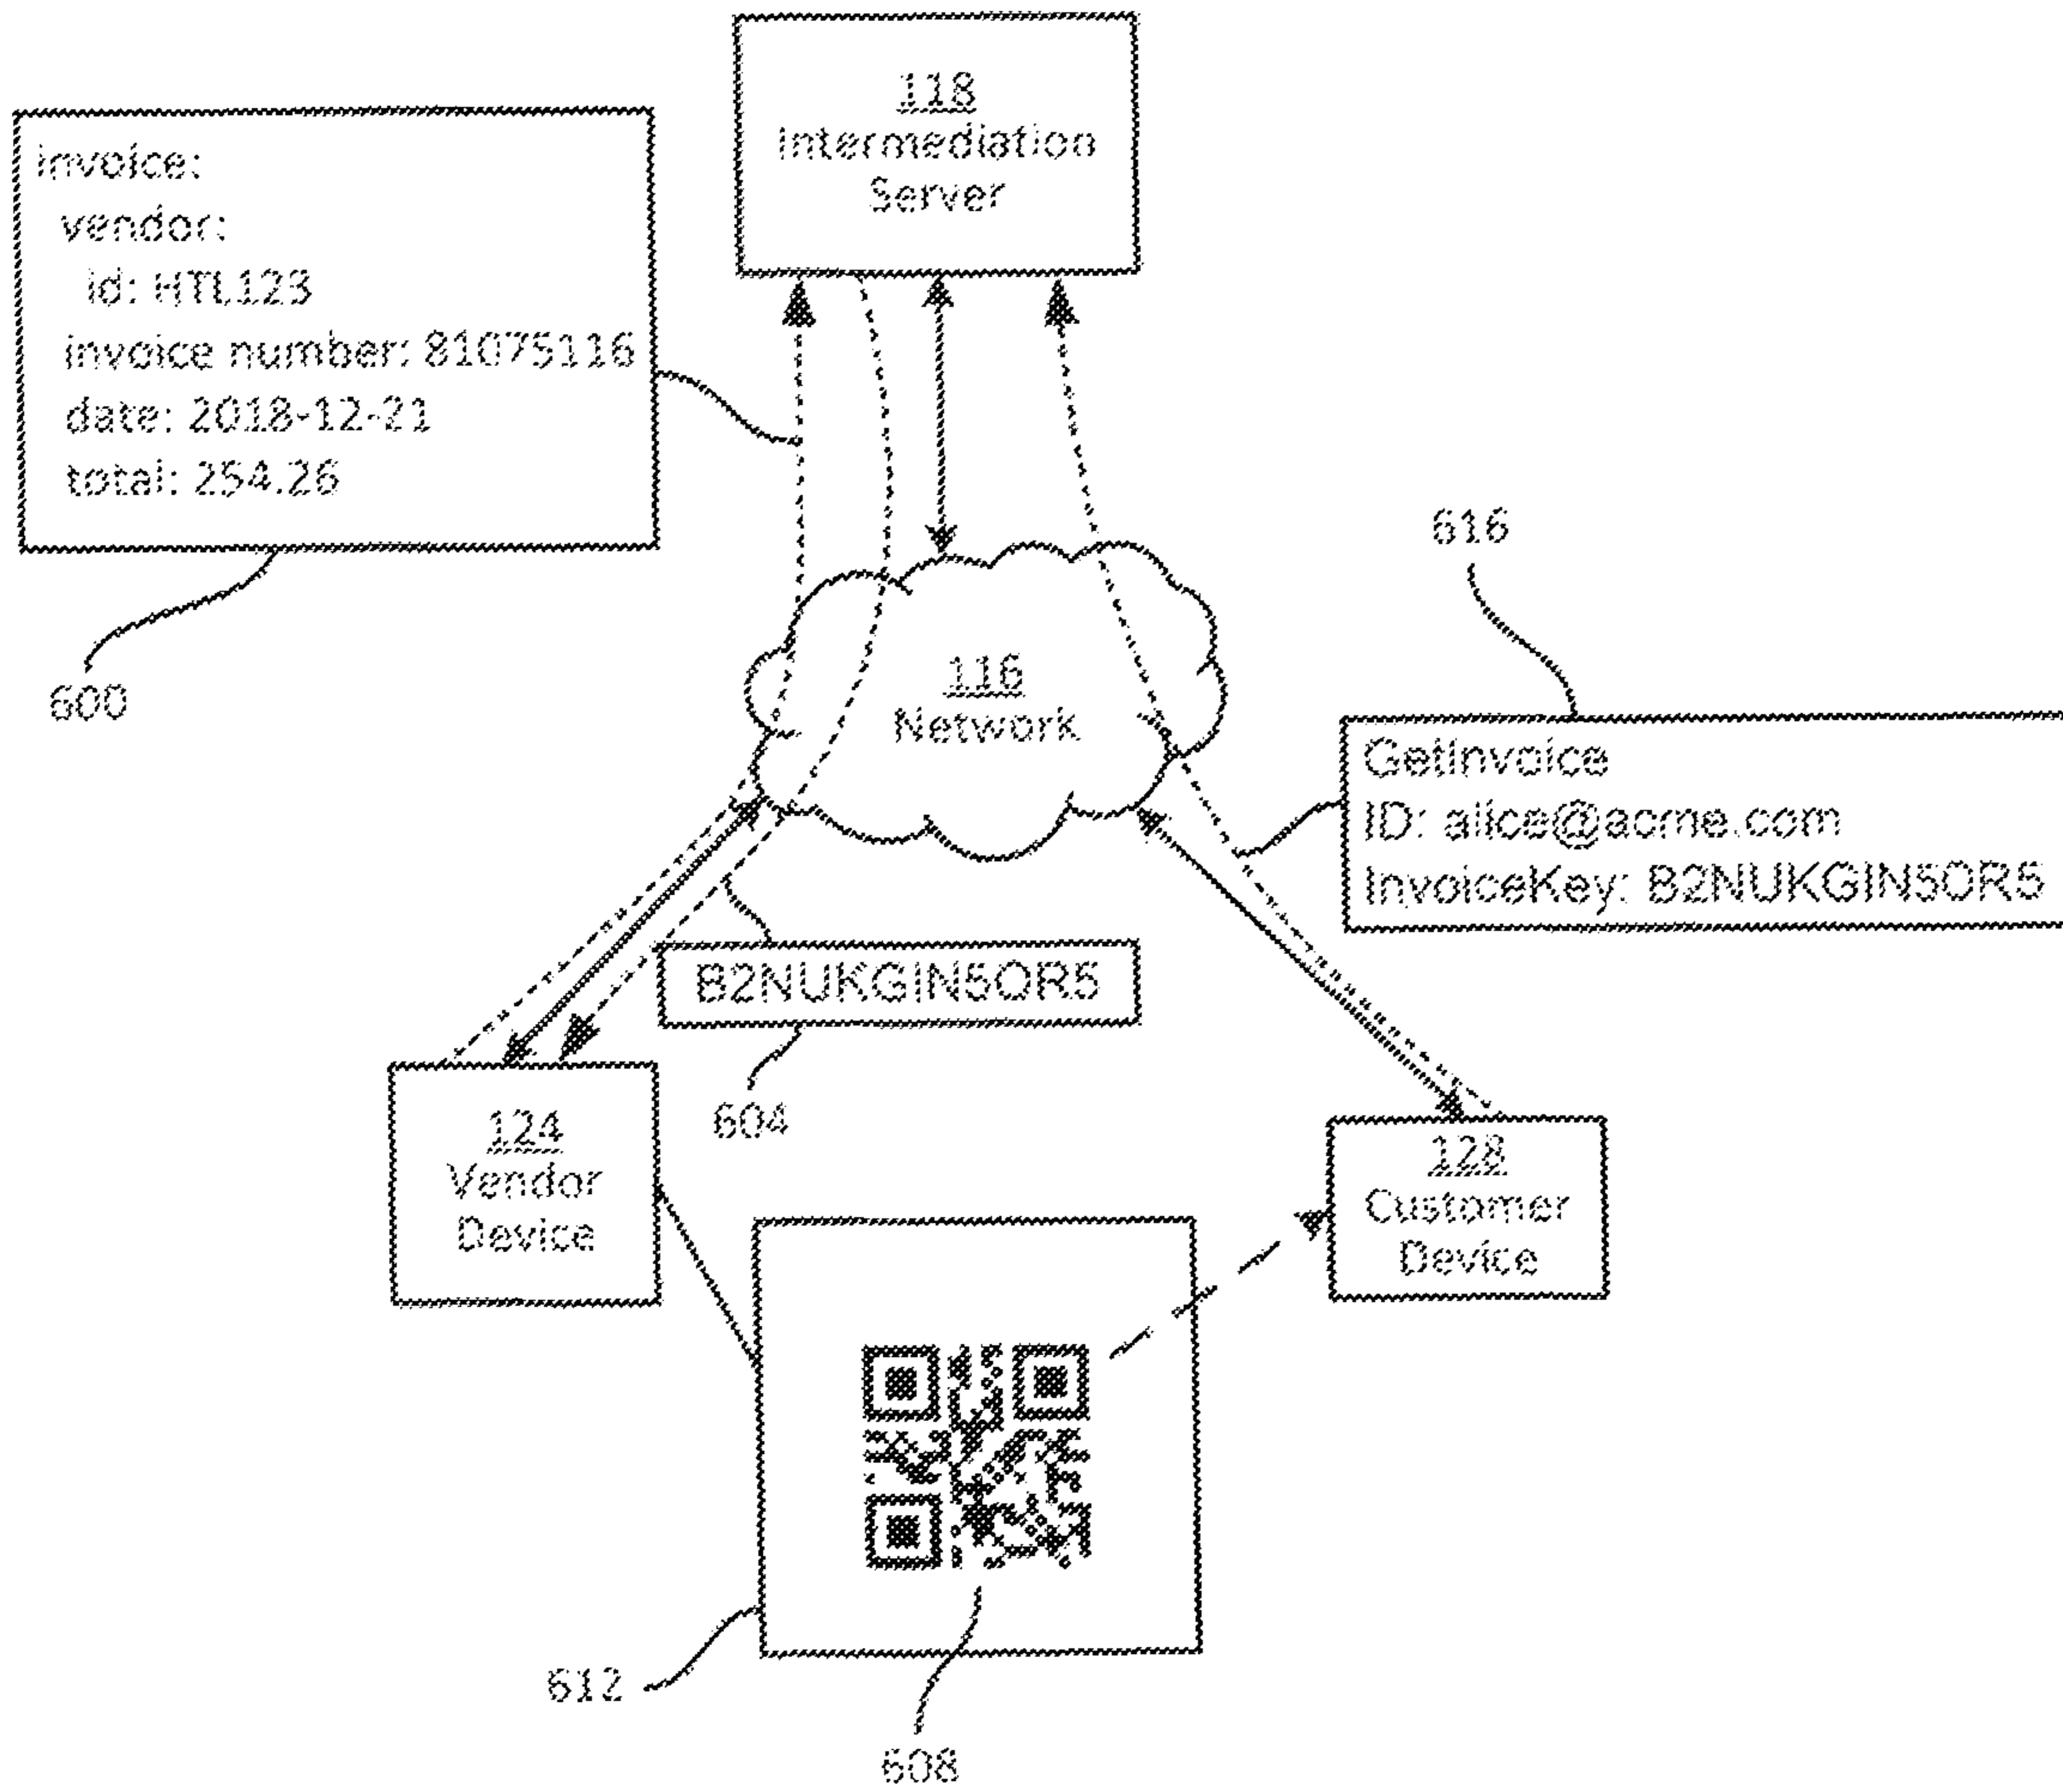 118
Intermediation
Server
invoice:
vendor:
id: HTL123
invoice number: 81075116
date: 2018-12-21
total: 254.26
600
616
116
Network
GetInvoice
ID: alice@acme.com
InvoiceKey: B2NUKGIN5OR5
B2NUKGIN5OR5
604
124
Vendor
Device
128
Customer
Device
612
608